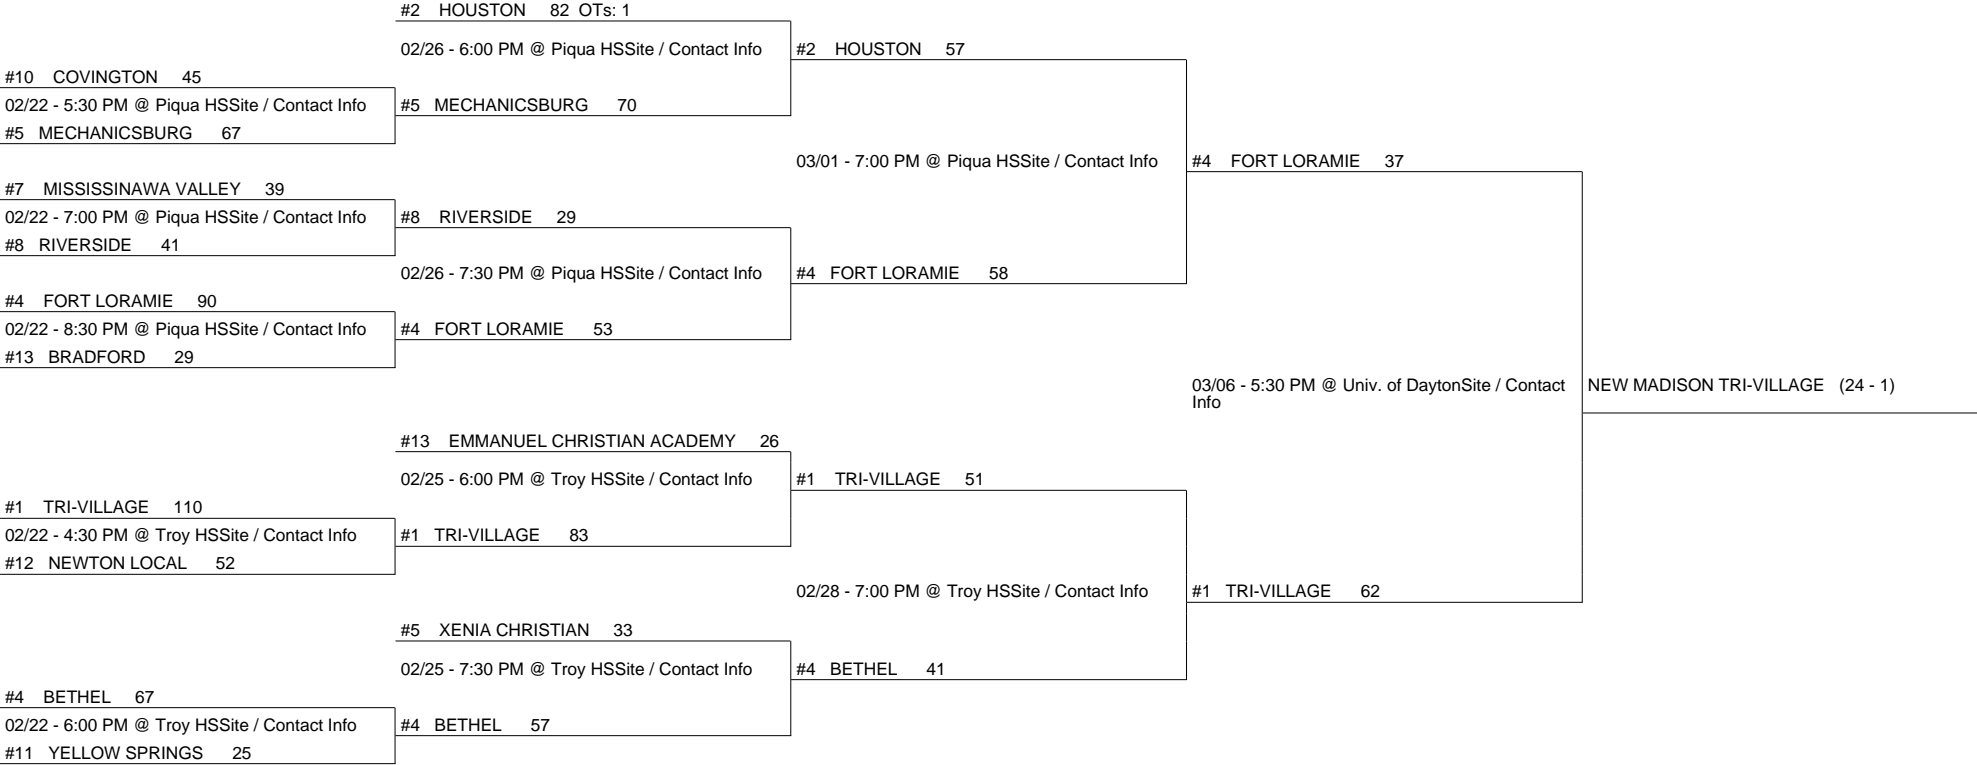 #2 HOUSTON 82 OTs: 1
02/26 - 6:00 PM @ Piqua HSSite / Contact Info
#2 HOUSTON 57
#10 COVINGTON 45
02/22 - 5:30 PM @ Piqua HSSite / Contact Info
#5 MECHANICSBURG 70
#5 MECHANICSBURG 67
03/01 - 7:00 PM @ Piqua HSSite / Contact Info
#4 FORT LORAMIE 37
#7 MISSISSINAWA VALLEY 39
02/22 - 7:00 PM @ Piqua HSSite / Contact Info
#8 RIVERSIDE 29
#8 RIVERSIDE 41
02/26 - 7:30 PM @ Piqua HSSite / Contact Info
#4 FORT LORAMIE 58
#4 FORT LORAMIE 90
02/22 - 8:30 PM @ Piqua HSSite / Contact Info
#4 FORT LORAMIE 53
#13 BRADFORD 29
03/06 - 5:30 PM @ Univ. of DaytonSite / Contact
Info
NEW MADISON TRI-VILLAGE (24 - 1)
#13 EMMANUEL CHRISTIAN ACADEMY 26
02/25 - 6:00 PM @ Troy HSSite / Contact Info
#1 TRI-VILLAGE 51
#1 TRI-VILLAGE 110
02/22 - 4:30 PM @ Troy HSSite / Contact Info
#1 TRI-VILLAGE 83
#12 NEWTON LOCAL 52
02/28 - 7:00 PM @ Troy HSSite / Contact Info
#1 TRI-VILLAGE 62
#5 XENIA CHRISTIAN 33
02/25 - 7:30 PM @ Troy HSSite / Contact Info
#4 BETHEL 41
#4 BETHEL 67
02/22 - 6:00 PM @ Troy HSSite / Contact Info
#4 BETHEL 57
#11 YELLOW SPRINGS 25